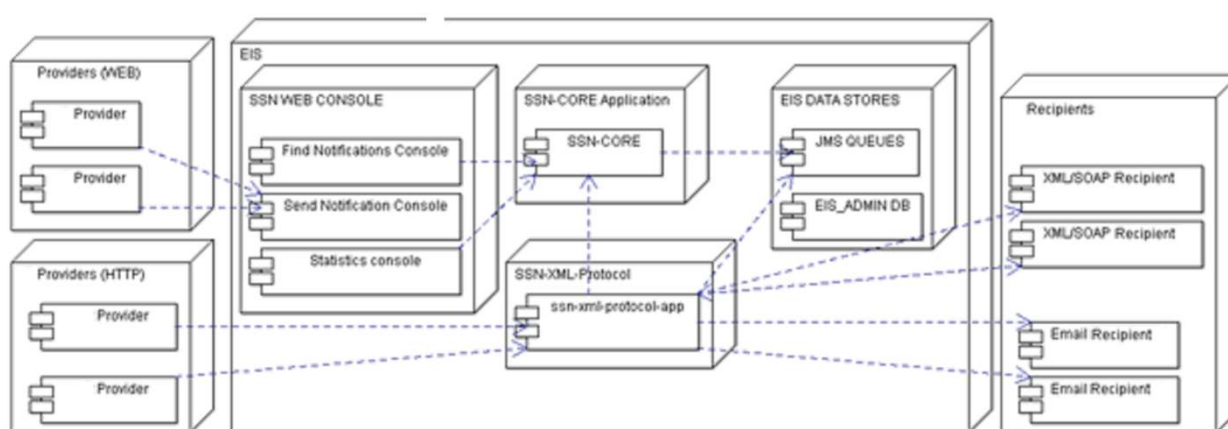 EIS
Providers (WEB)
Provider
Provider
Providers (HTTP)
Provider
Provider
SSN WEB CONSOLE
Find Notifications Console
Send Notification Console
Statistics console
SSN-CORE Application
SSN-CORE
SSN-XML-Protocol
ssn-xml-protocol-app
EIS DATA STORES
JMS QUEUES
EIS_ADMIN DB
Recipients
XML/SOAP Recipient
XML/SOAP Recipient
Email Recipient
Email Recipient